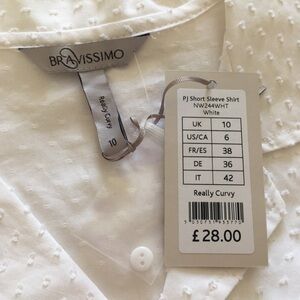 BRAVISSIMO
Really Curvy
10
PJ Short Sleeve Shirt
NW244WHT
White
UK 10
US/CA 6
FR/ES 38
DE 36
IT 42
Really Curvy
£28.00